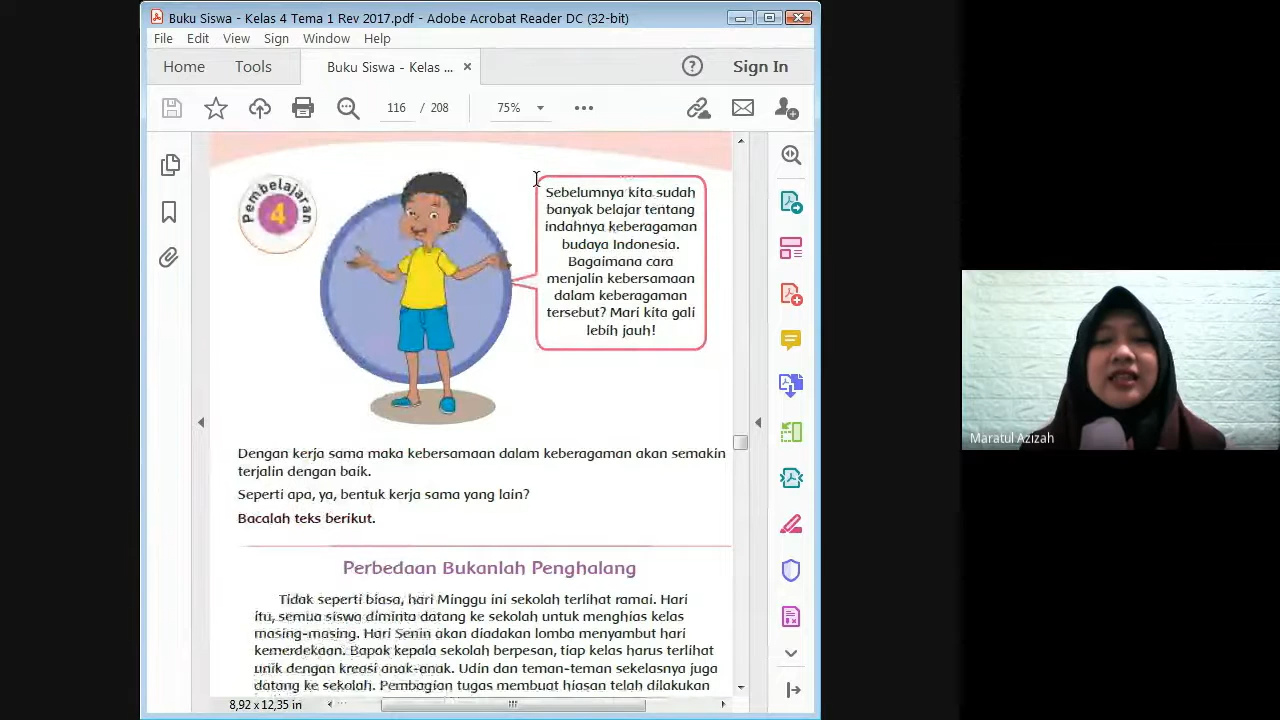 Buku Siswa - Kelas 4 Tema 1 Rev 2017.pdf - Adobe Acrobat Reader DC (32-bit)
File Edit View Sign Window Help
Home Tools Buku Siswa - Kelas ... × Sign In
116 / 208 75%
Pembelajaran
4
Sebelumnya kita sudah
banyak belajar tentang
indahnya keberagaman
budaya Indonesia.
Bagaimana cara
menjalin kebersamaan
dalam keberagaman
tersebut? Mari kita gali
lebih jauh!
Dengan kerja sama maka kebersamaan dalam keberagaman akan semakin
terjalin dengan baik.
Seperti apa, ya, bentuk kerja sama yang lain?
Bacalah teks berikut.
Perbedaan Bukanlah Penghalang
Tidak seperti biasa, hari Minggu ini sekolah terlihat ramai. Hari
itu, semua siswa diminta datang ke sekolah untuk menghias kelas
masing-masing. Hari Senin akan diadakan lomba menyambut hari
kemerdekaan. Bapak kepala sekolah berpesan, tiap kelas harus terlihat
unik dengan kreasi anak-anak. Udin dan teman-teman sekelasnya juga
datang ke sekolah. Pembagian tugas membuat hiasan telah dilakukan
8,92 x 12,35 in
Maratul Azizah